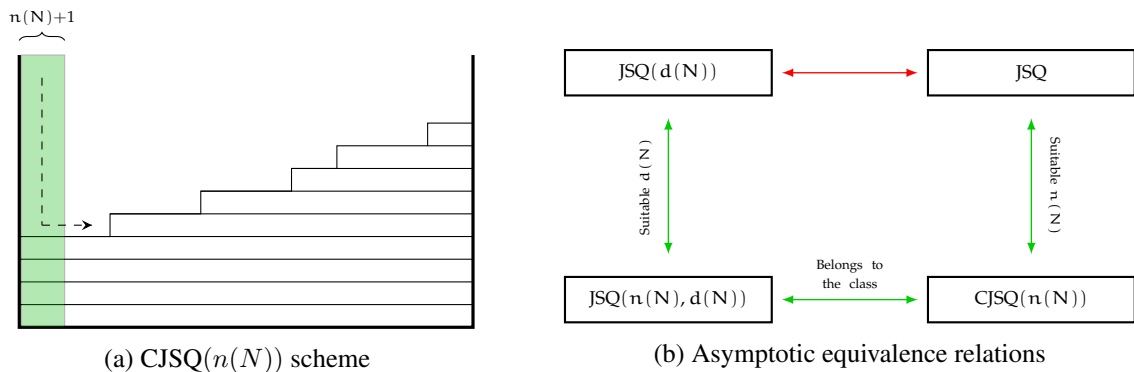 n(N)+1
(a) CJSQ(n(N)) scheme
JSQ(d(N))
JSQ
Suitable d(N)
Suitable n(N)
Belongs to
the class
JSQ(n(N), d(N))
CJSQ(n(N))
(b) Asymptotic equivalence relations